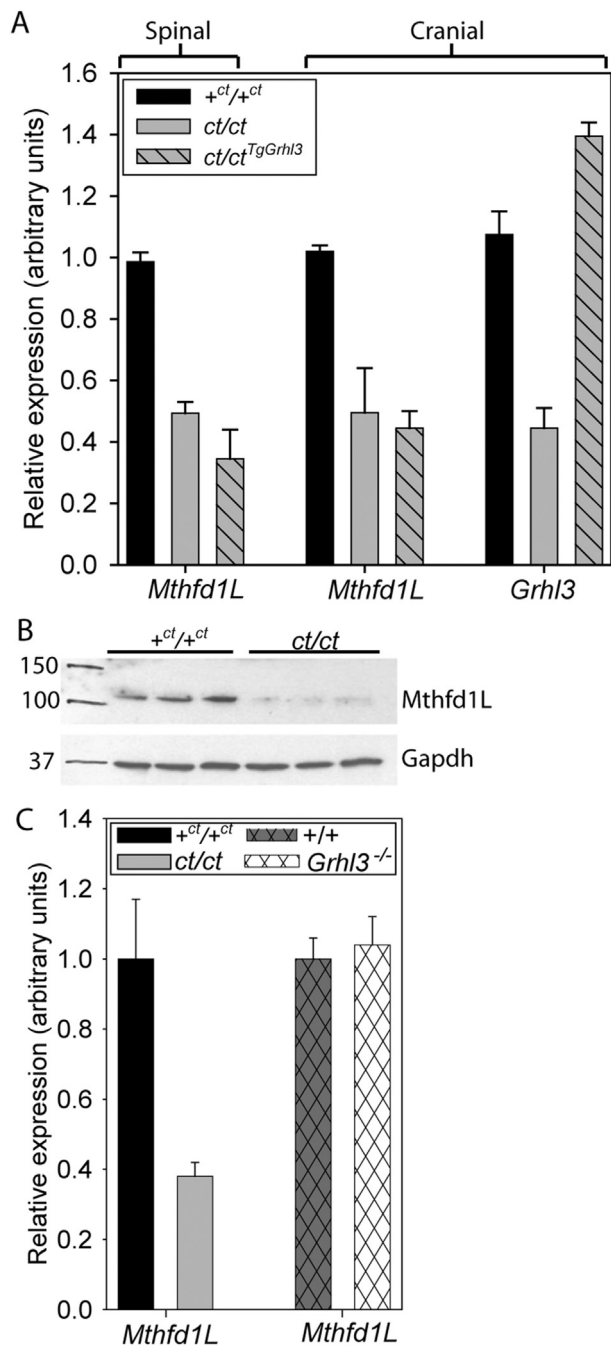 A
Spinal Cranial
1.6
1.4
1.2
1.0
0.8
0.6
0.4
0.2
0.0
Relative expression (arbitrary units)
+ct/+ct
ct/ct
ct/ctTgGrhl3
Mthfd1L Mthfd1L Grhl3
B
+ct/+ct ct/ct
150
100
Mthfd1L
37
Gapdh
C
1.4
1.2
1.0
0.8
0.6
0.4
0.2
0.0
Relative expression (arbitrary units)
+ct/+ct +/+
ct/ct Grhl3 -/-
Mthfd1L Mthfd1L